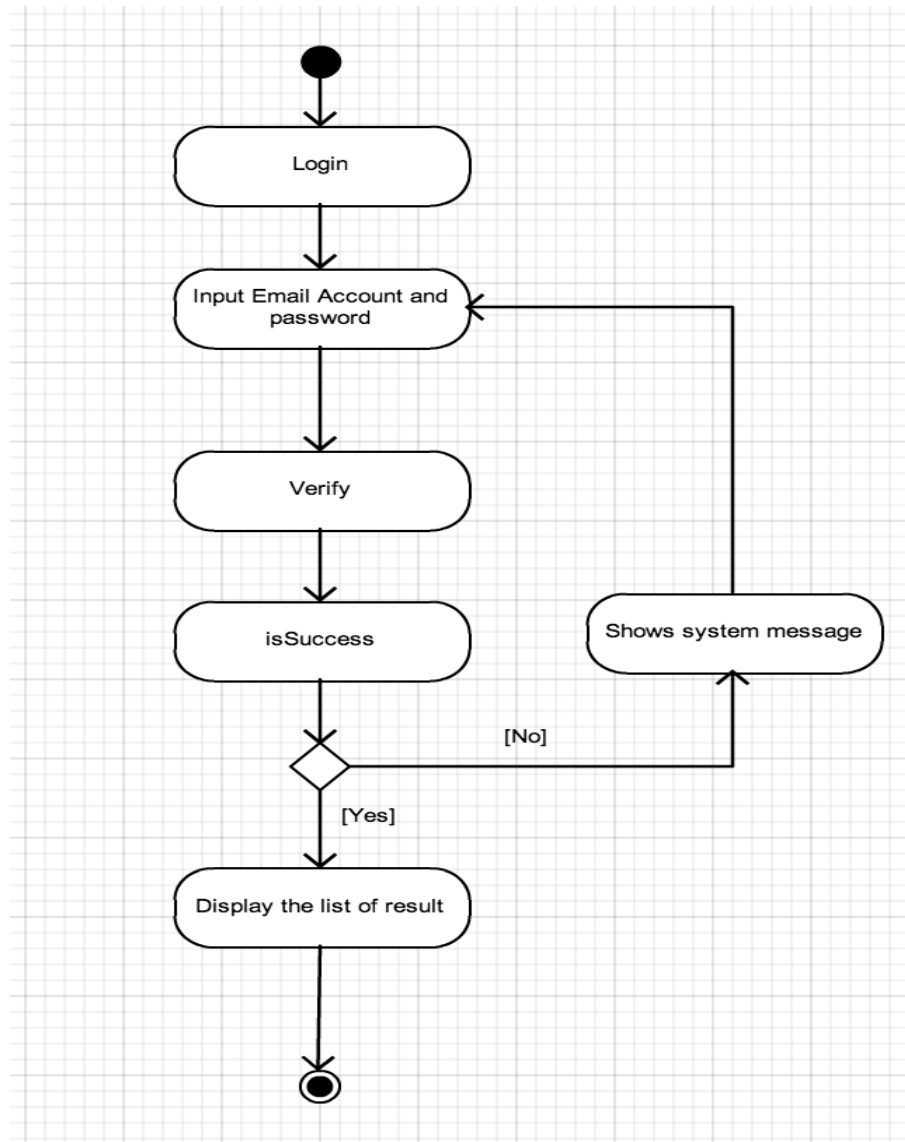 Login
Input Email Account and
password
Verify
isSuccess
Shows system message
[No]
[Yes]
Display the list of result